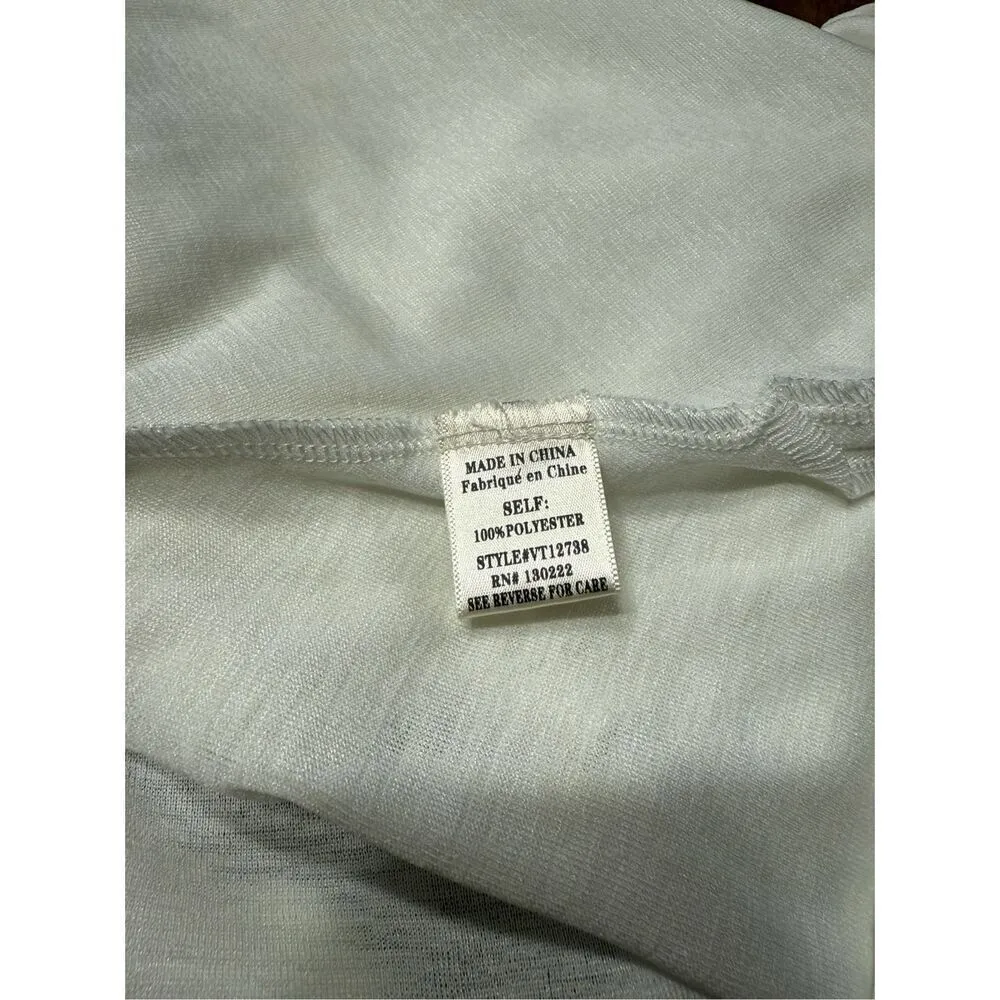 MADE IN CHINA
Fabriqué en Chine
SELF:
100%POLYESTER
STYLE#VT12738
RN# 130222
SEE REVERSE FOR CARE